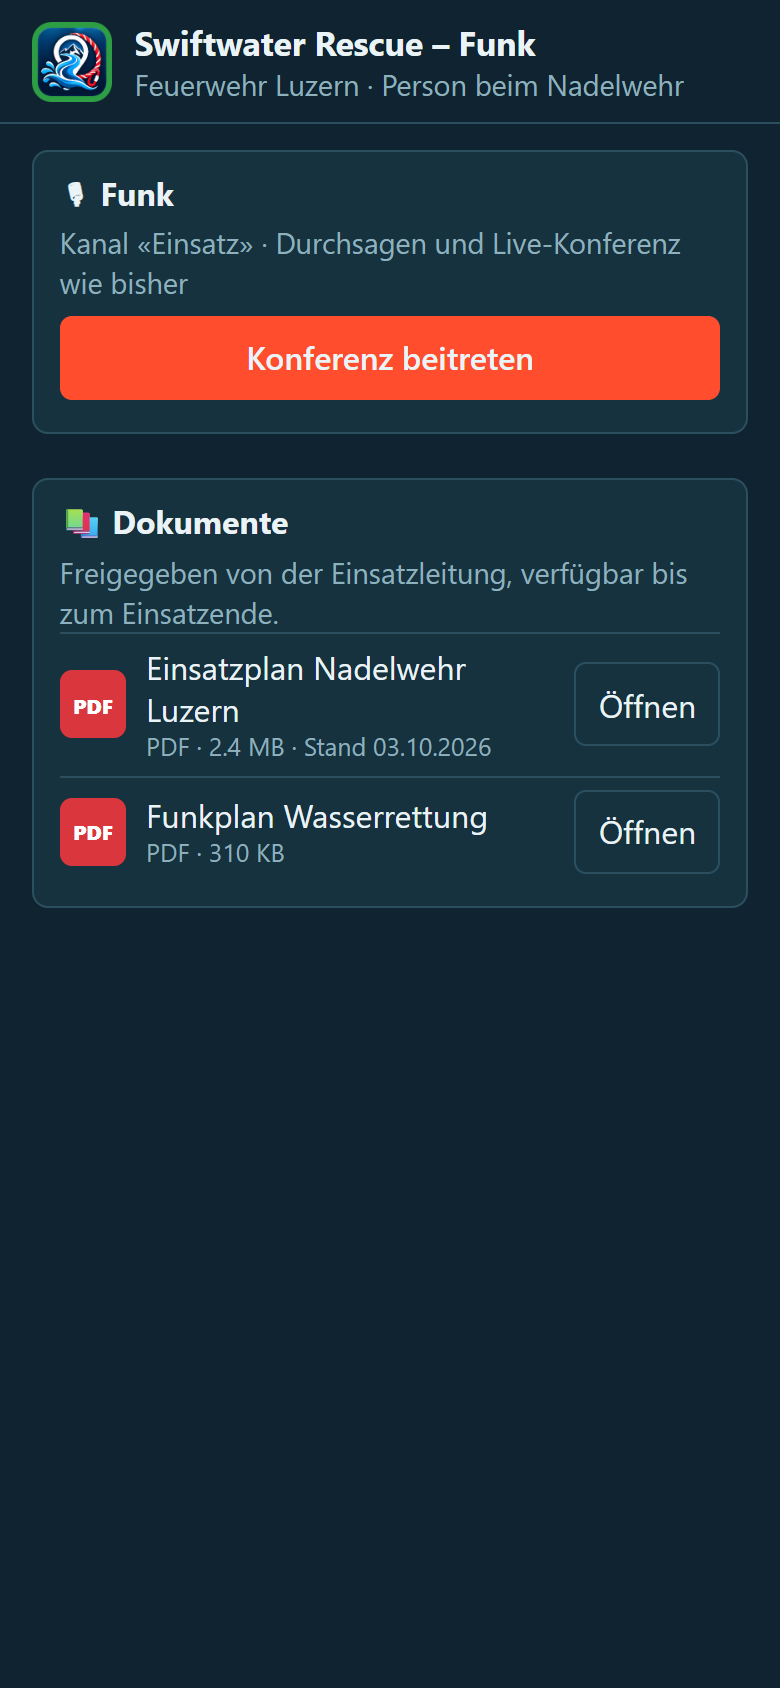 Swiftwater Rescue – Funk
Feuerwehr Luzern · Person beim Nadelwehr
Funk
Kanal «Einsatz» · Durchsagen und Live-Konferenz
wie bisher
Konferenz beitreten
Dokumente
Freigegeben von der Einsatzleitung, verfügbar bis
zum Einsatzende.
PDF
Einsatzplan Nadelwehr
Luzern
PDF · 2.4 MB · Stand 03.10.2026
Öffnen
PDF
Funkplan Wasserrettung
PDF · 310 KB
Öffnen